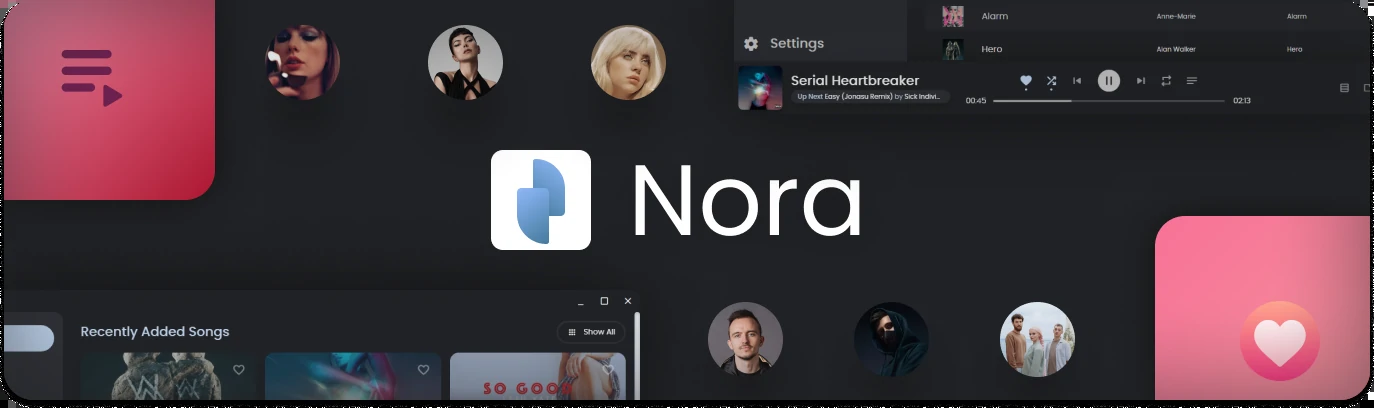 Alarm Anne-Marie Alarm
Settings
Hero Alan Walker Hero
Serial Heartbreaker
Up Next Easy (Jonasu Remix) by Sick Indivi...
00:45 02:13
Nora
Recently Added Songs
Show All
SO GOOD